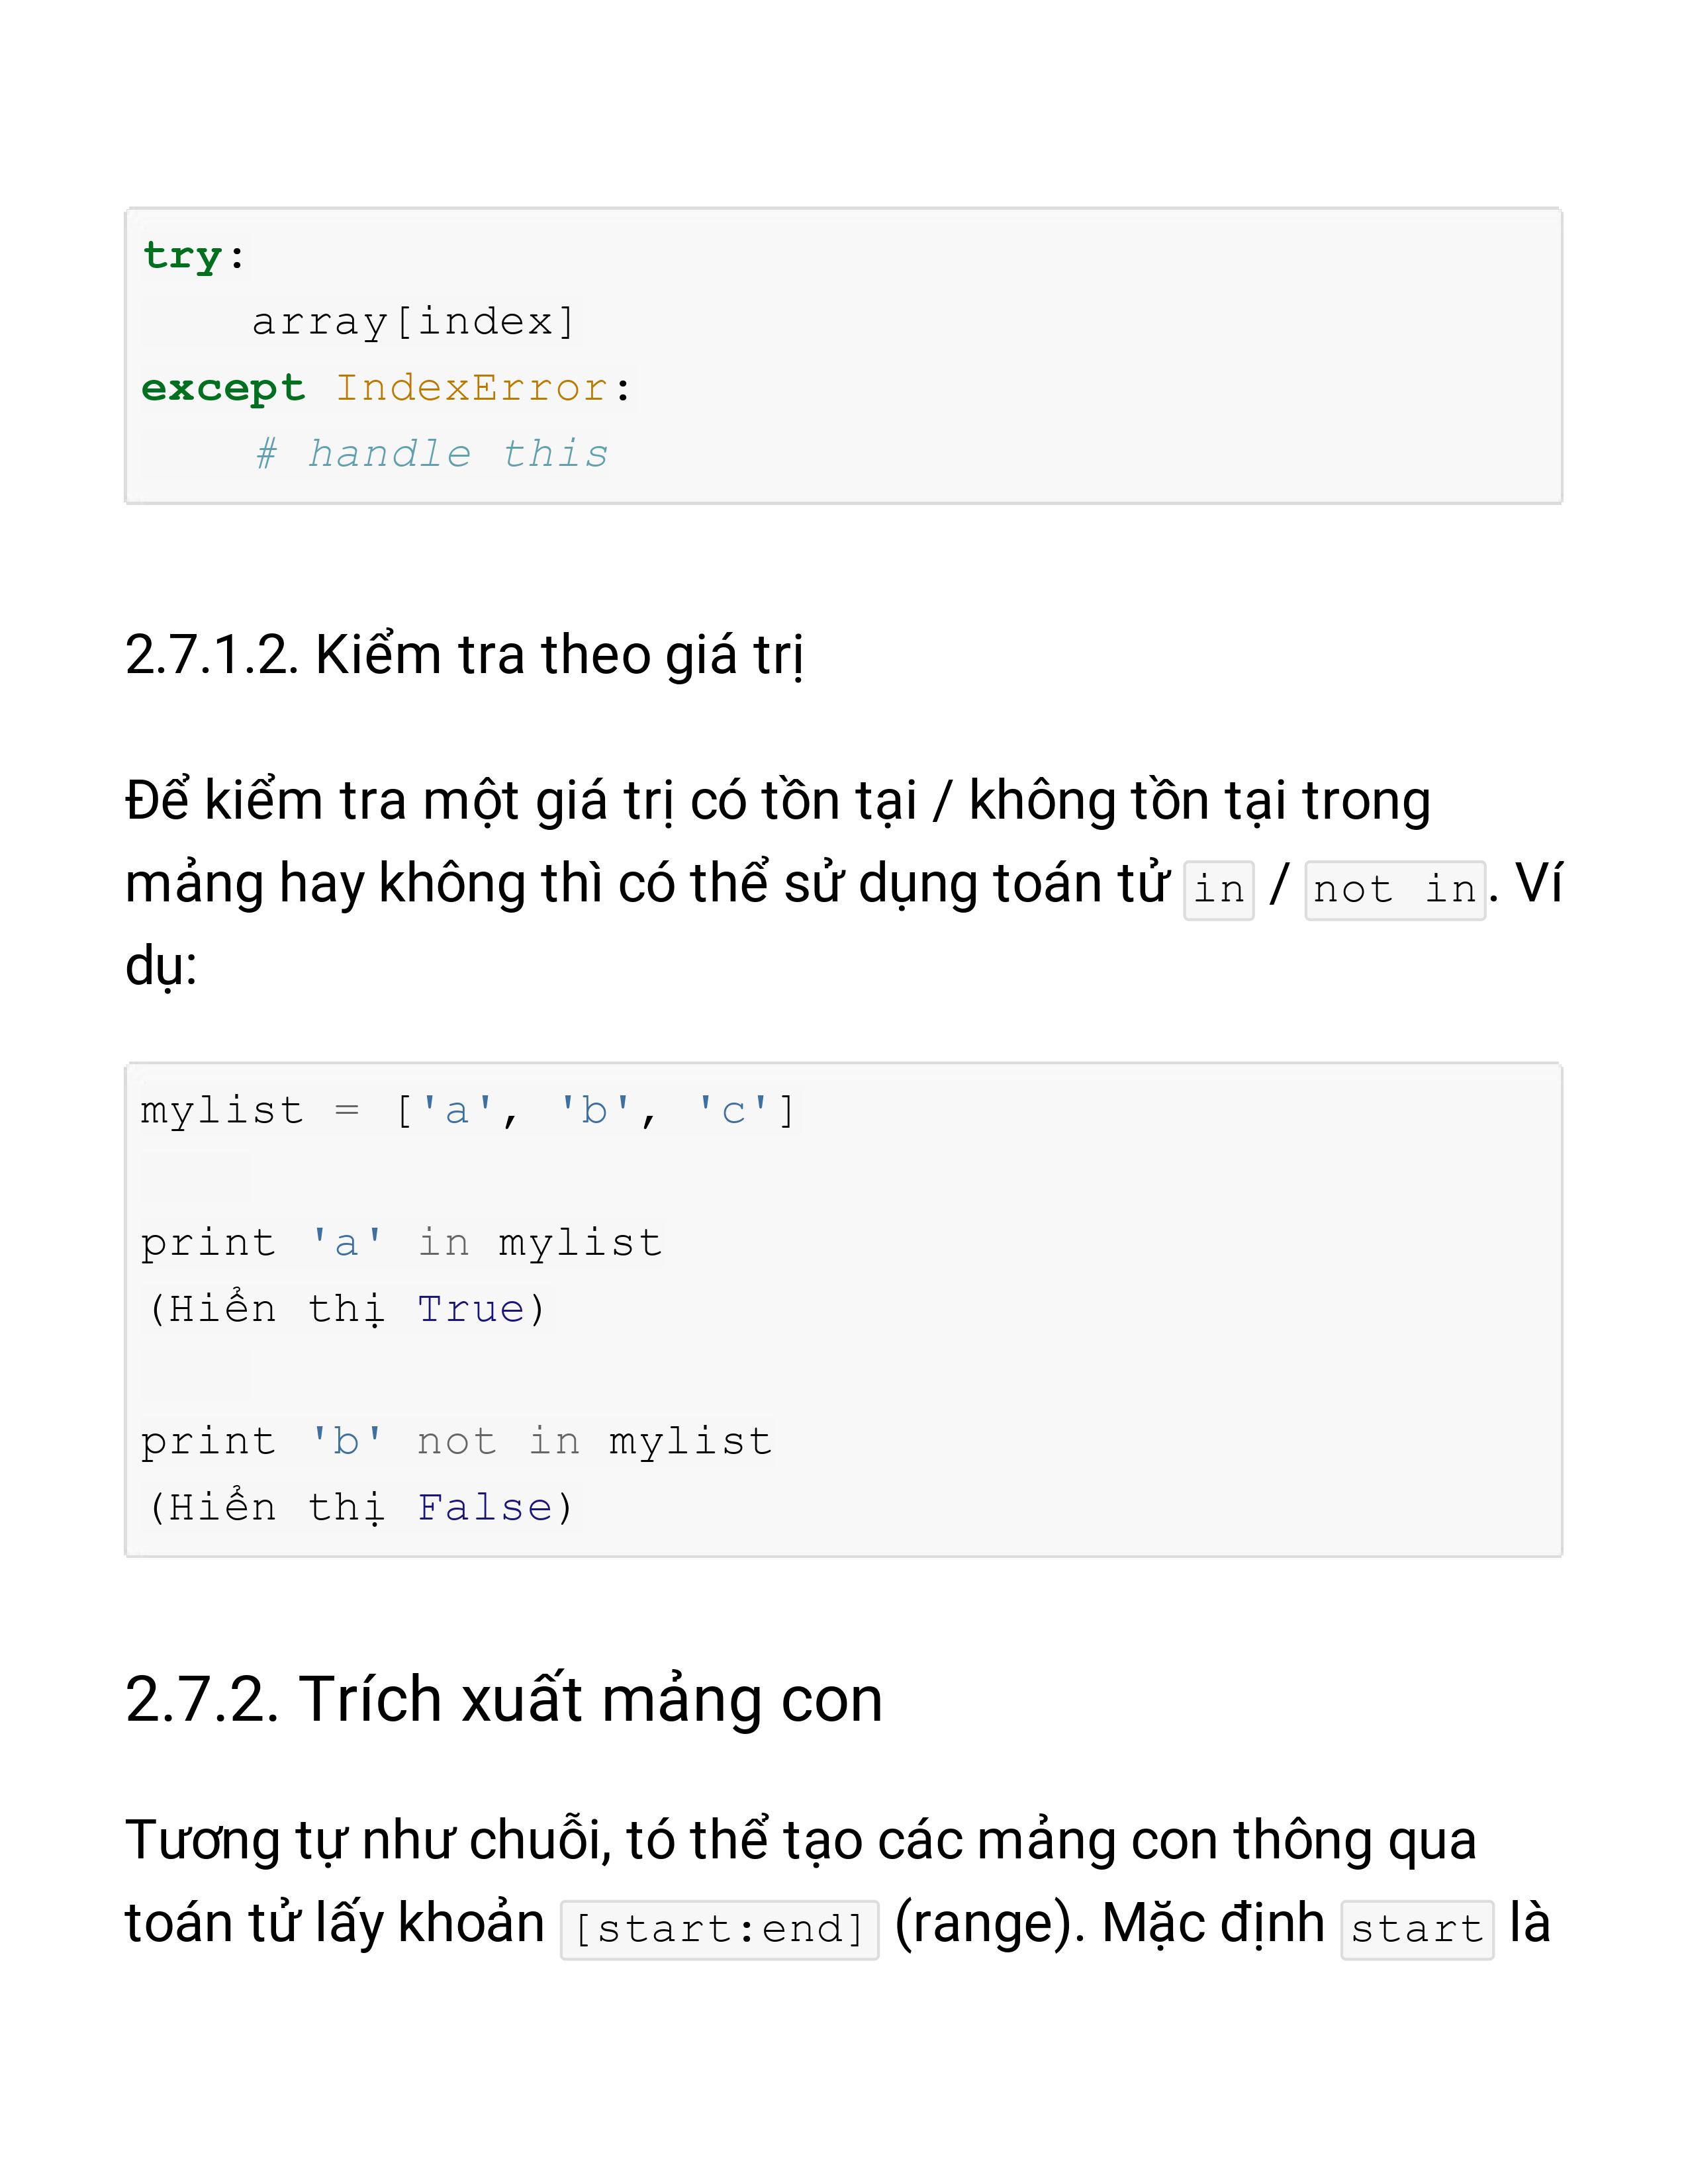 try:
    array[index]
except IndexError:
    # handle this
2.7.1.2. Kiểm tra theo giá trị
Để kiểm tra một giá trị có tồn tại / không tồn tại trong
mảng hay không thì có thể sử dụng toán tử in / not in. Ví
dụ:
mylist = ['a', 'b', 'c']
print 'a' in mylist
(Hiển thị True)
print 'b' not in mylist
(Hiển thị False)
2.7.2. Trích xuất mảng con
Tương tự như chuỗi, tó thể tạo các mảng con thông qua
toán tử lấy khoản [start:end] (range). Mặc định start là